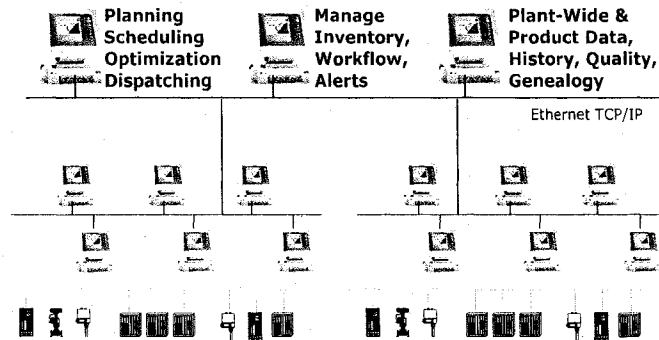 Planning
Scheduling
Optimization
Dispatching
Manage
Inventory,
Workflow,
Alerts
Plant-Wide &
Product Data,
History, Quality,
Genealogy
Ethernet TCP/IP